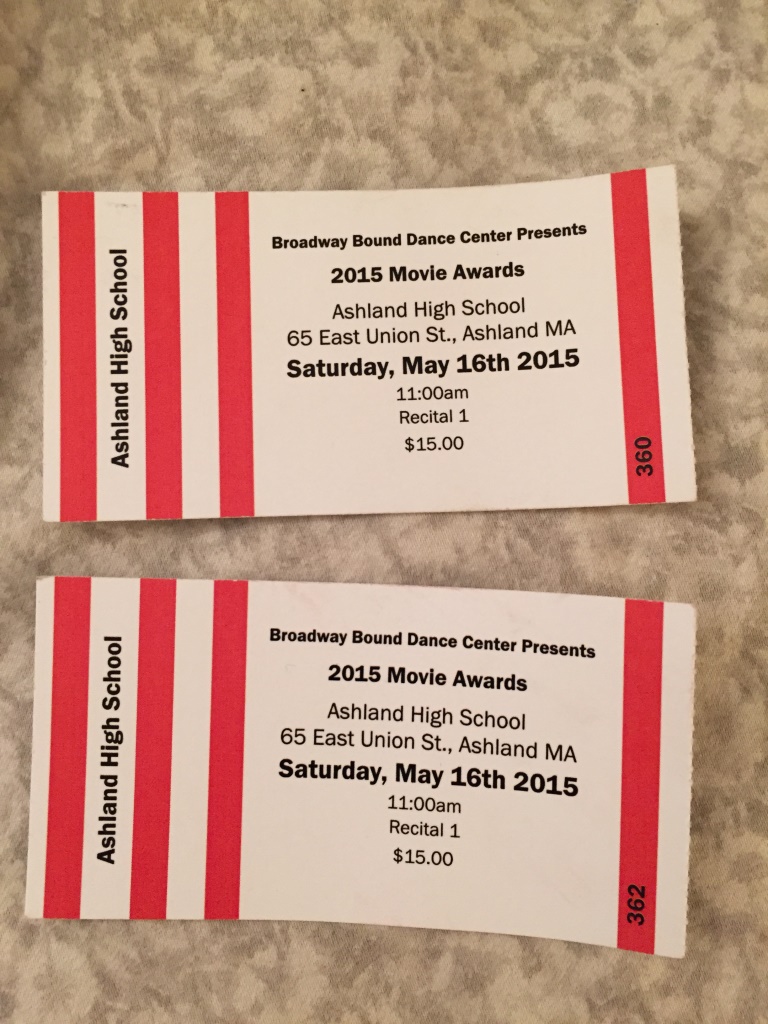 Ashland High School
Broadway Bound Dance Center Presents
2015 Movie Awards
Ashland High School
65 East Union St., Ashland MA
Saturday, May 16th 2015
11:00am
Recital 1
$15.00
360
Ashland High School
Broadway Bound Dance Center Presents
2015 Movie Awards
Ashland High School
65 East Union St., Ashland MA
Saturday, May 16th 2015
11:00am
Recital 1
$15.00
362